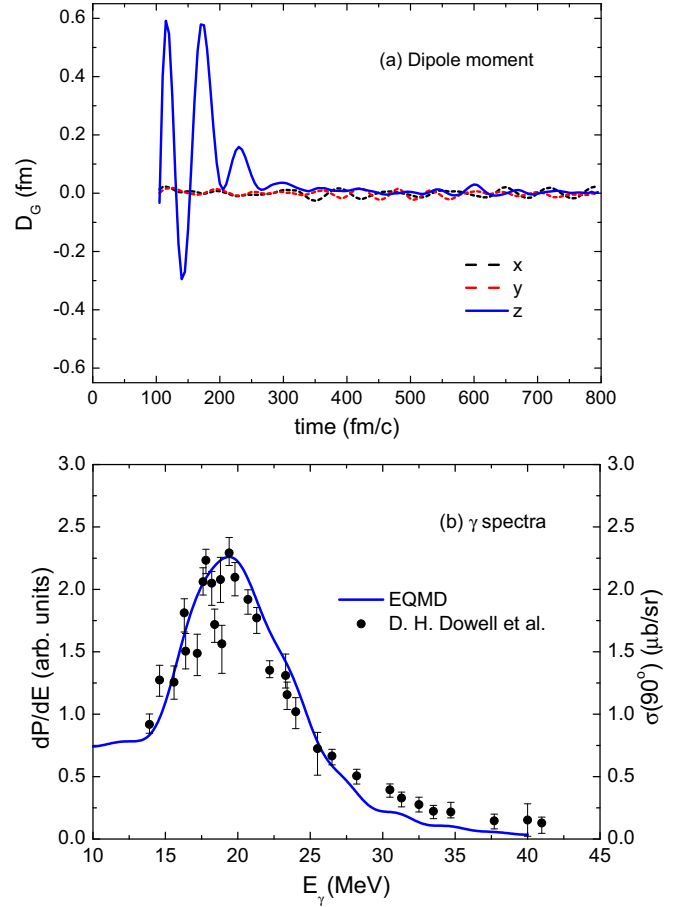 (a) Dipole moment
D_G (fm)
0.6
0.4
0.2
0.0
-0.2
-0.4
-0.6
x
y
z
0 100 200 300 400 500 600 700 800
time (fm/c)
(b) γ spectra
dP/dE (arb. units)
3.0
2.5
2.0
1.5
1.0
0.5
0.0
EQMD
D. H. Dowell et al.
3.0
2.5
2.0
1.5
1.0
0.5
0.0
σ(90°) (μb/sr)
10 15 20 25 30 35 40 45
E_γ(MeV)